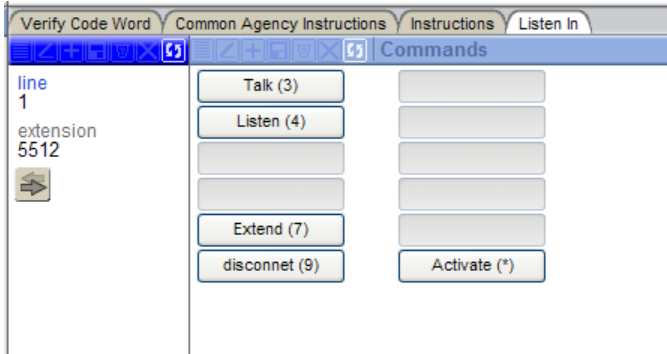 Verify Code Word Common Agency Instructions Instructions Listen In
Commands
line
1
extension
5512
Talk (3)
Listen (4)
Extend (7)
disconnet (9) Activate (*)